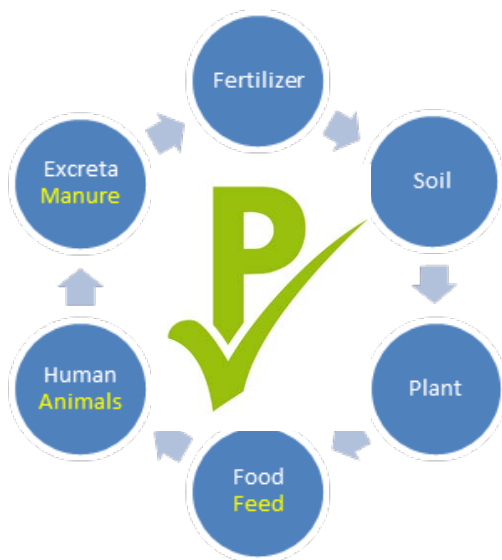 Fertilizer
Soil
Plant
Food
Feed
Human
Animals
Excreta
Manure
P